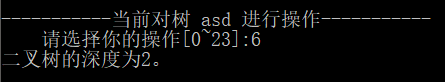 -----------当前对树 asd 进行操作-----------
请选择你的操作[0~23]:6
二叉树的深度为2。